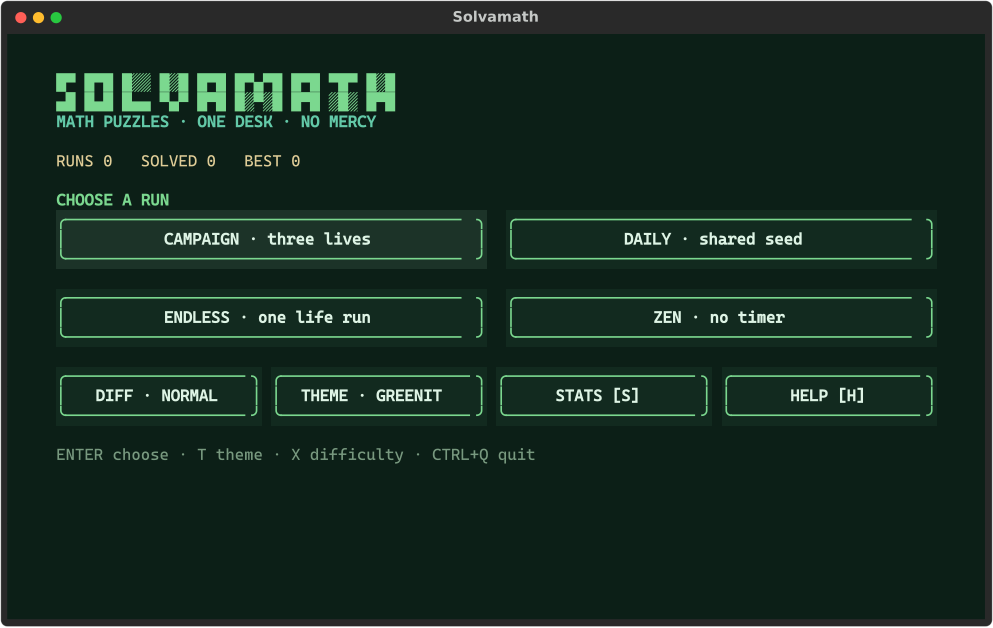 Solvamath
SOLVAMATH
MATH PUZZLES · ONE DESK · NO MERCY
RUNS 0 SOLVED 0 BEST 0
CHOOSE A RUN
CAMPAIGN · three lives
DAILY · shared seed
ENDLESS · one life run
ZEN · no timer
DIFF · NORMAL
THEME · GREENIT
STATS [S]
HELP [H]
ENTER choose · T theme · X difficulty · CTRL+Q quit